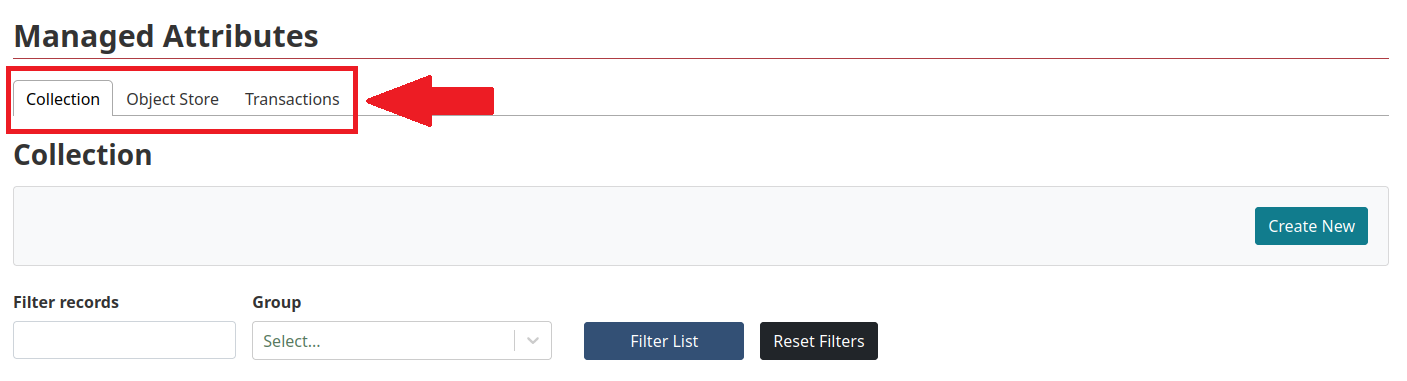 Managed Attributes
Collection Object Store Transactions
Collection
Create New
Filter records Group
Select... Filter List Reset Filters